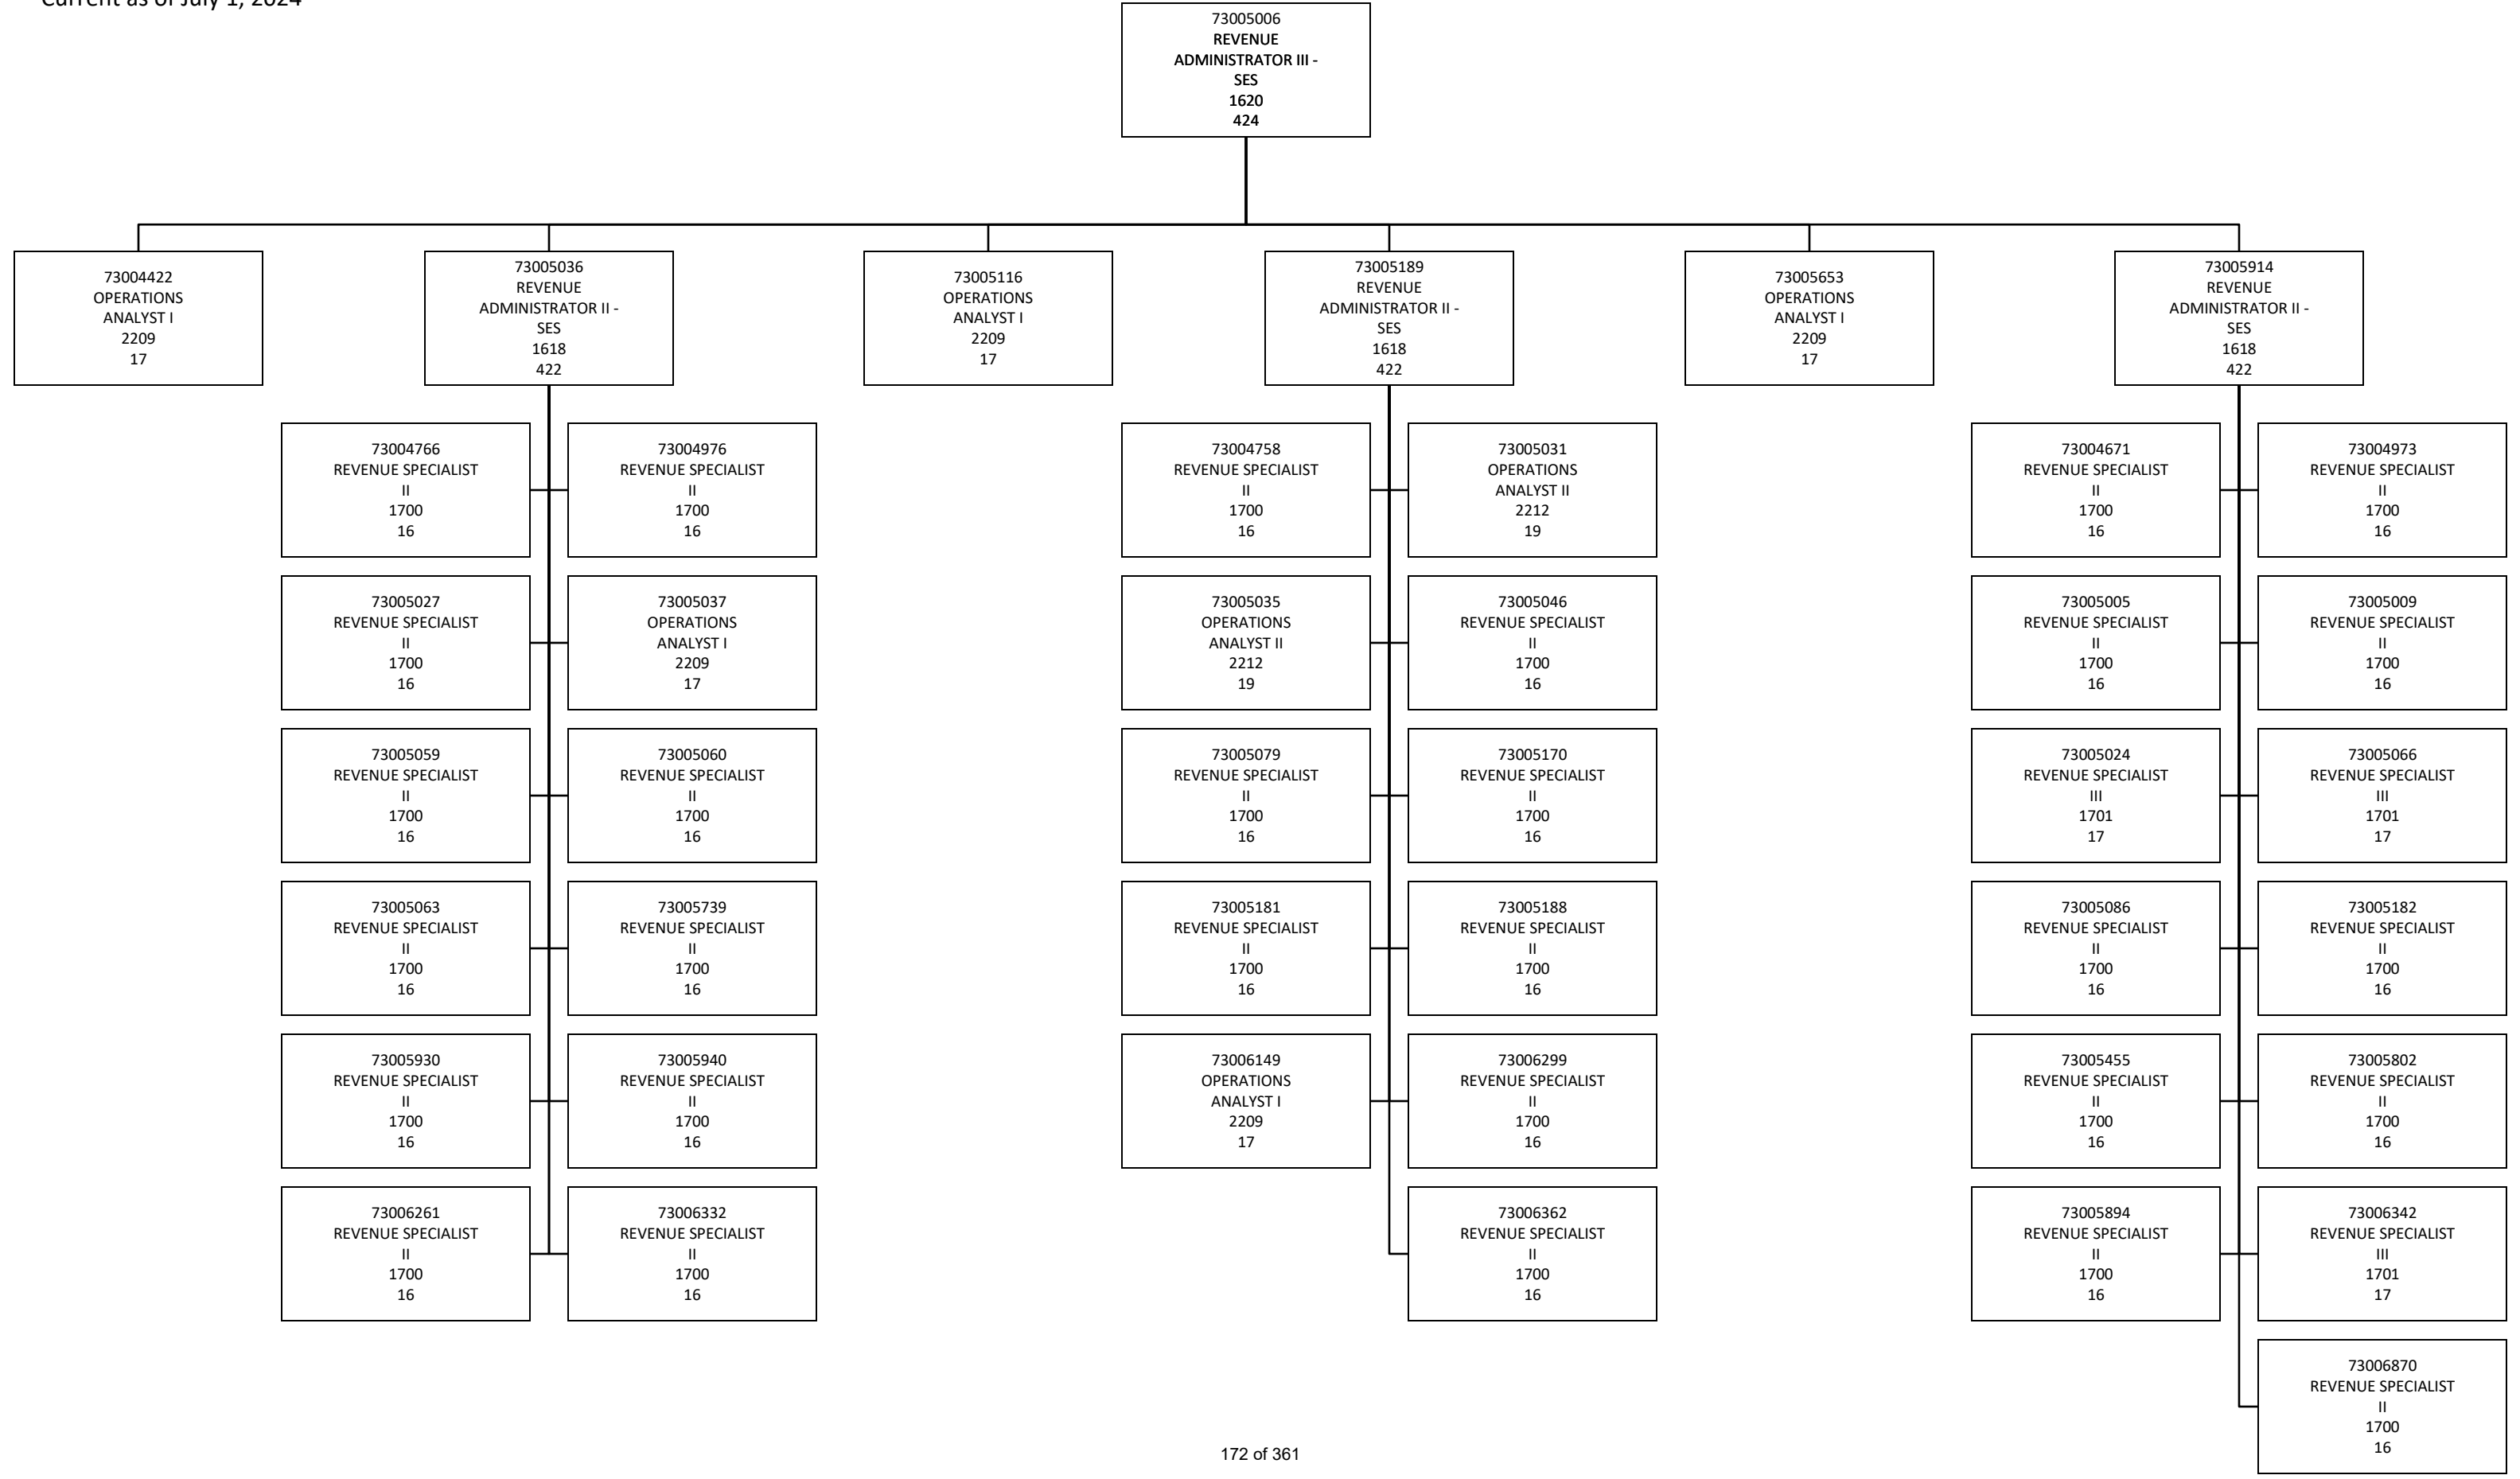 Current as of July 1, 2024
73005006
REVENUE
ADMINISTRATOR III -
SES
1620
424
73004422
OPERATIONS
ANALYST I
2209
17
73005036
REVENUE
ADMINISTRATOR II -
SES
1618
422
73005116
OPERATIONS
ANALYST I
2209
17
73005189
REVENUE
ADMINISTRATOR II -
SES
1618
422
73005653
OPERATIONS
ANALYST I
2209
17
73005914
REVENUE
ADMINISTRATOR II -
SES
1618
422
73004766
REVENUE SPECIALIST
II
1700
16
73004976
REVENUE SPECIALIST
II
1700
16
73004758
REVENUE SPECIALIST
II
1700
16
73005031
OPERATIONS
ANALYST II
2212
19
73004671
REVENUE SPECIALIST
II
1700
16
73004973
REVENUE SPECIALIST
II
1700
16
73005027
REVENUE SPECIALIST
II
1700
16
73005037
OPERATIONS
ANALYST I
2209
17
73005035
OPERATIONS
ANALYST II
2212
19
73005046
REVENUE SPECIALIST
II
1700
16
73005005
REVENUE SPECIALIST
II
1700
16
73005009
REVENUE SPECIALIST
II
1700
16
73005059
REVENUE SPECIALIST
II
1700
16
73005060
REVENUE SPECIALIST
II
1700
16
73005079
REVENUE SPECIALIST
II
1700
16
73005170
REVENUE SPECIALIST
II
1700
16
73005024
REVENUE SPECIALIST
III
1701
17
73005066
REVENUE SPECIALIST
III
1701
17
73005063
REVENUE SPECIALIST
II
1700
16
73005739
REVENUE SPECIALIST
II
1700
16
73005181
REVENUE SPECIALIST
II
1700
16
73005188
REVENUE SPECIALIST
II
1700
16
73005086
REVENUE SPECIALIST
II
1700
16
73005182
REVENUE SPECIALIST
II
1700
16
73005930
REVENUE SPECIALIST
II
1700
16
73005940
REVENUE SPECIALIST
II
1700
16
73006149
OPERATIONS
ANALYST I
2209
17
73006299
REVENUE SPECIALIST
II
1700
16
73005455
REVENUE SPECIALIST
II
1700
16
73005802
REVENUE SPECIALIST
II
1700
16
73006261
REVENUE SPECIALIST
II
1700
16
73006332
REVENUE SPECIALIST
II
1700
16
73006362
REVENUE SPECIALIST
II
1700
16
73005894
REVENUE SPECIALIST
II
1700
16
73006342
REVENUE SPECIALIST
III
1701
17
73006870
REVENUE SPECIALIST
II
1700
16
172 of 361